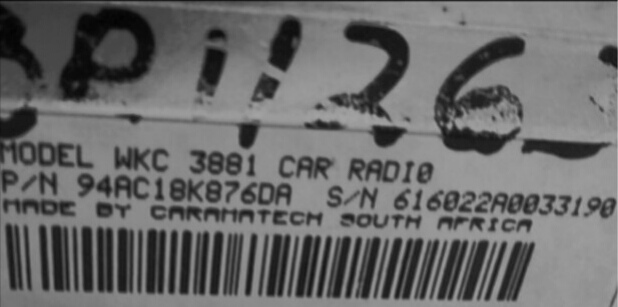 BP1126
MODEL WKC 3881 CAR RADIO
P/N 94AC18K876DA S/N 616022A0033190
MADE BY CARAMATECH SOUTH AFRICA